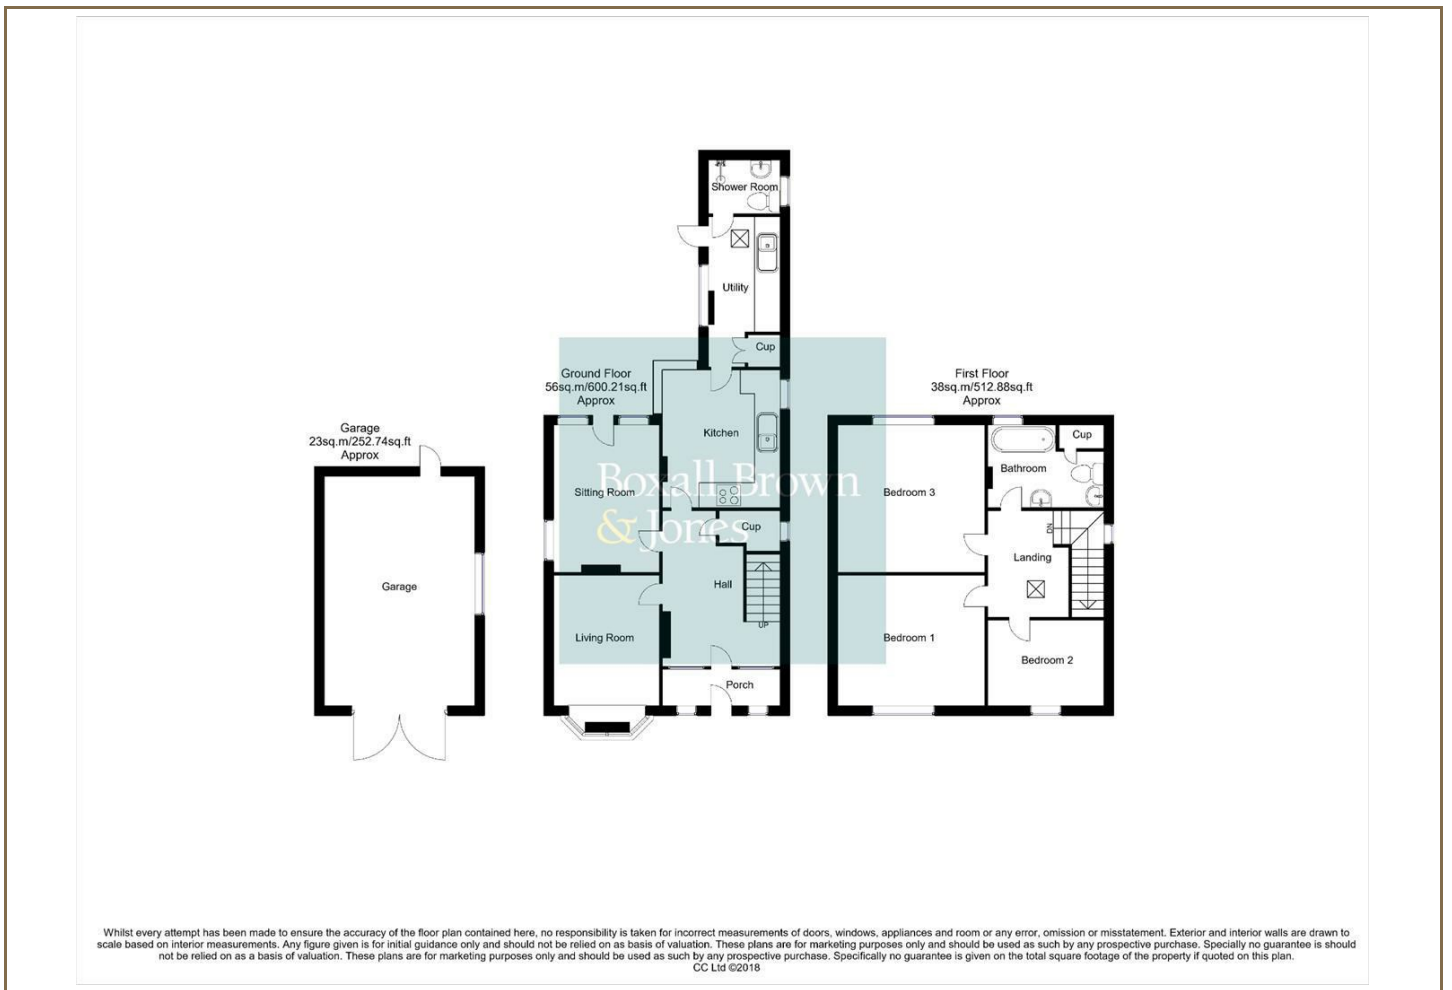 Shower Room
Utility
Cup
Ground Floor
56sq.m/600.21sq.ft
Approx
First Floor
38sq.m/512.88sq.ft
Approx
Garage
23sq.m/252.74sq.ft
Approx
Kitchen
Cup
Bathroom
Boxall Brown
& Jones
Sitting Room
Bedroom 3
Cup
DN
Landing
Garage
Hall
UP
Living Room
Bedroom 1
Bedroom 2
Porch
Whilst every attempt has been made to ensure the accuracy of the floor plan contained here, no responsibility is taken for incorrect measurements of doors, windows, appliances and room or any error, omission or misstatement. Exterior and interior walls are drawn to
scale based on interior measurements. Any figure given is for initial guidance only and should not be relied on as basis of valuation. These plans are for marketing purposes only and should be used as such by any prospective purchase. Specially no guarantee is should
not be relied on as a basis of valuation. These plans are for marketing purposes only and should be used as such by any prospective purchase. Specifically no guarantee is given on the total square footage of the property if quoted on this plan.
CC Ltd ©2018